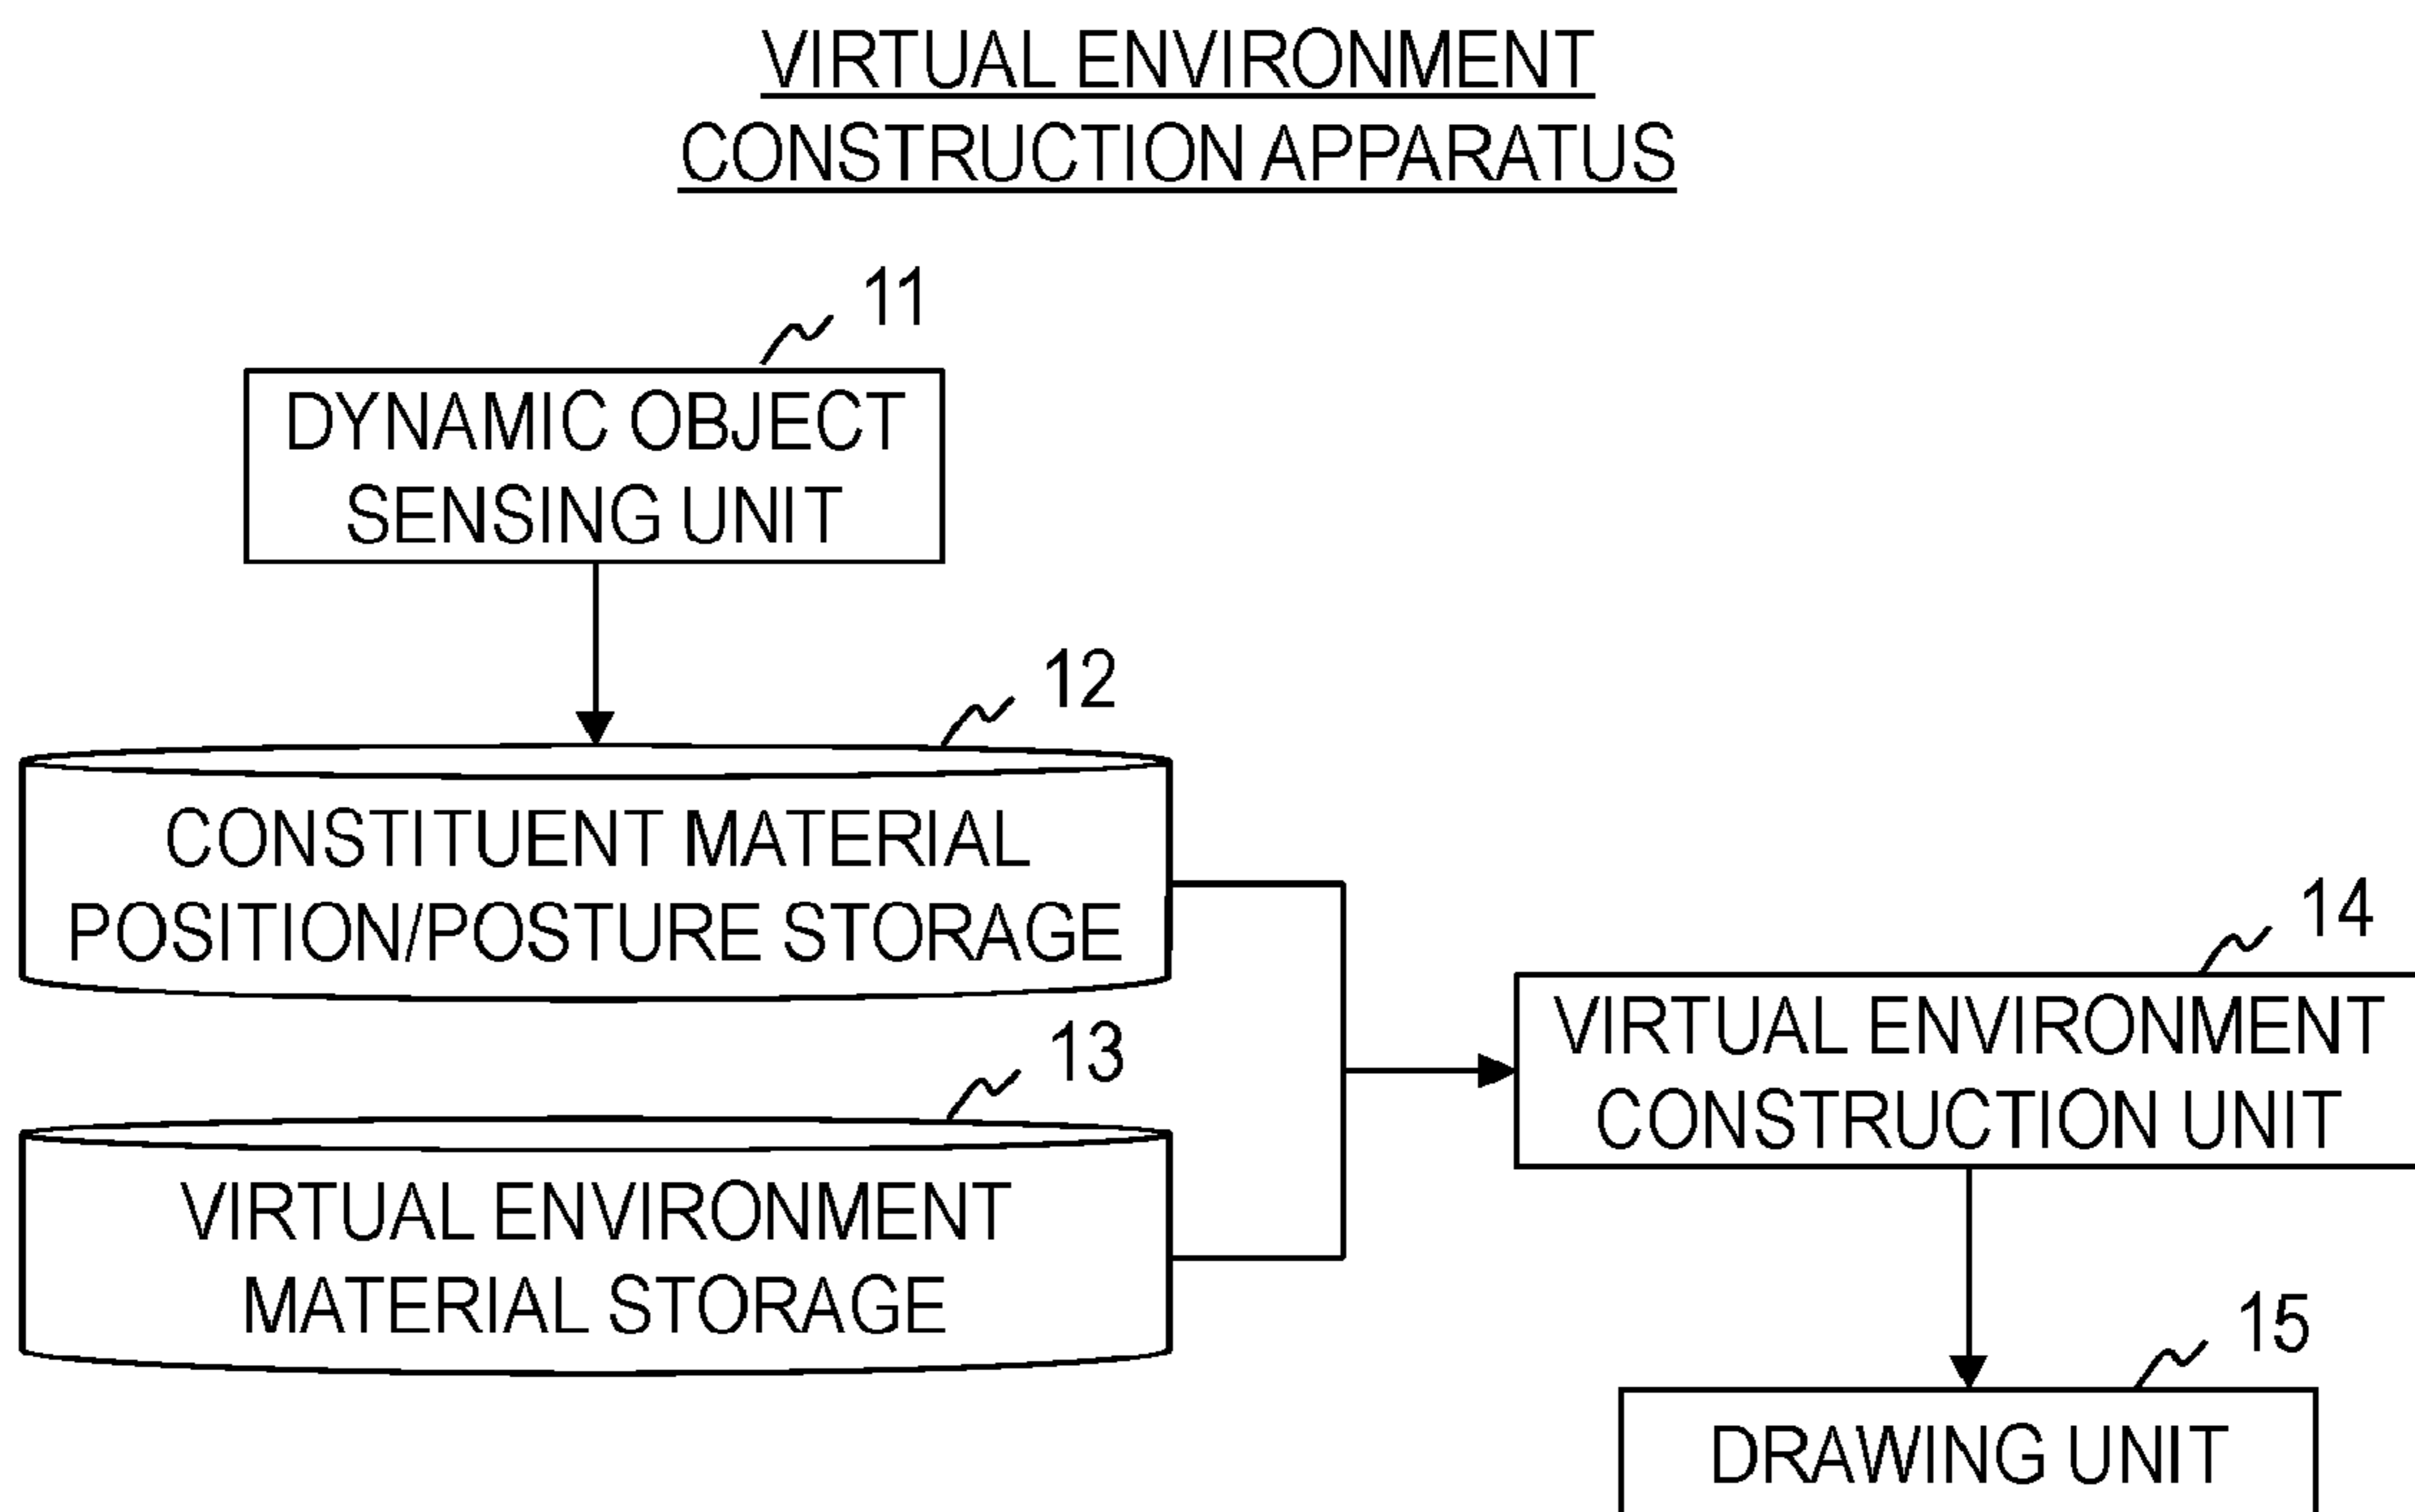 VIRTUAL ENVIRONMENT
CONSTRUCTION APPARATUS
11
DYNAMIC OBJECT
SENSING UNIT
12
CONSTITUENT MATERIAL
POSITION/POSTURE STORAGE
13
VIRTUAL ENVIRONMENT
MATERIAL STORAGE
14
VIRTUAL ENVIRONMENT
CONSTRUCTION UNIT
15
DRAWING UNIT